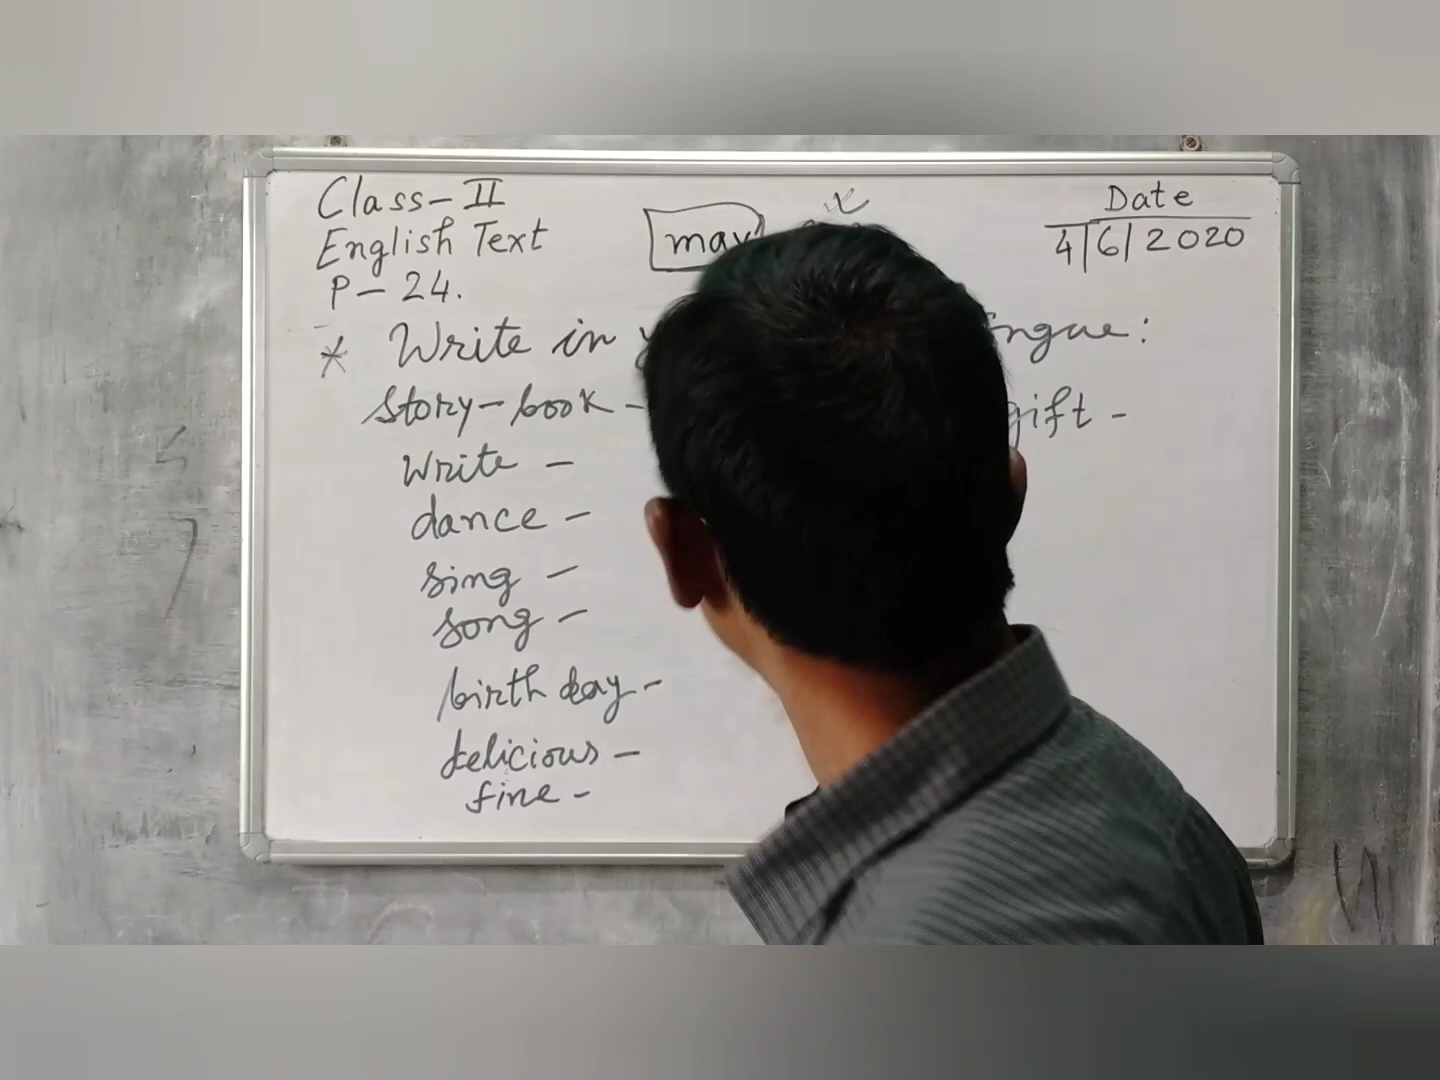 Class-II
English Text
P-24.
Date
4/6/2020
* Write in
story-book -
gift -
write -
dance -
sing -
song -
birth day -
delicious -
fine -